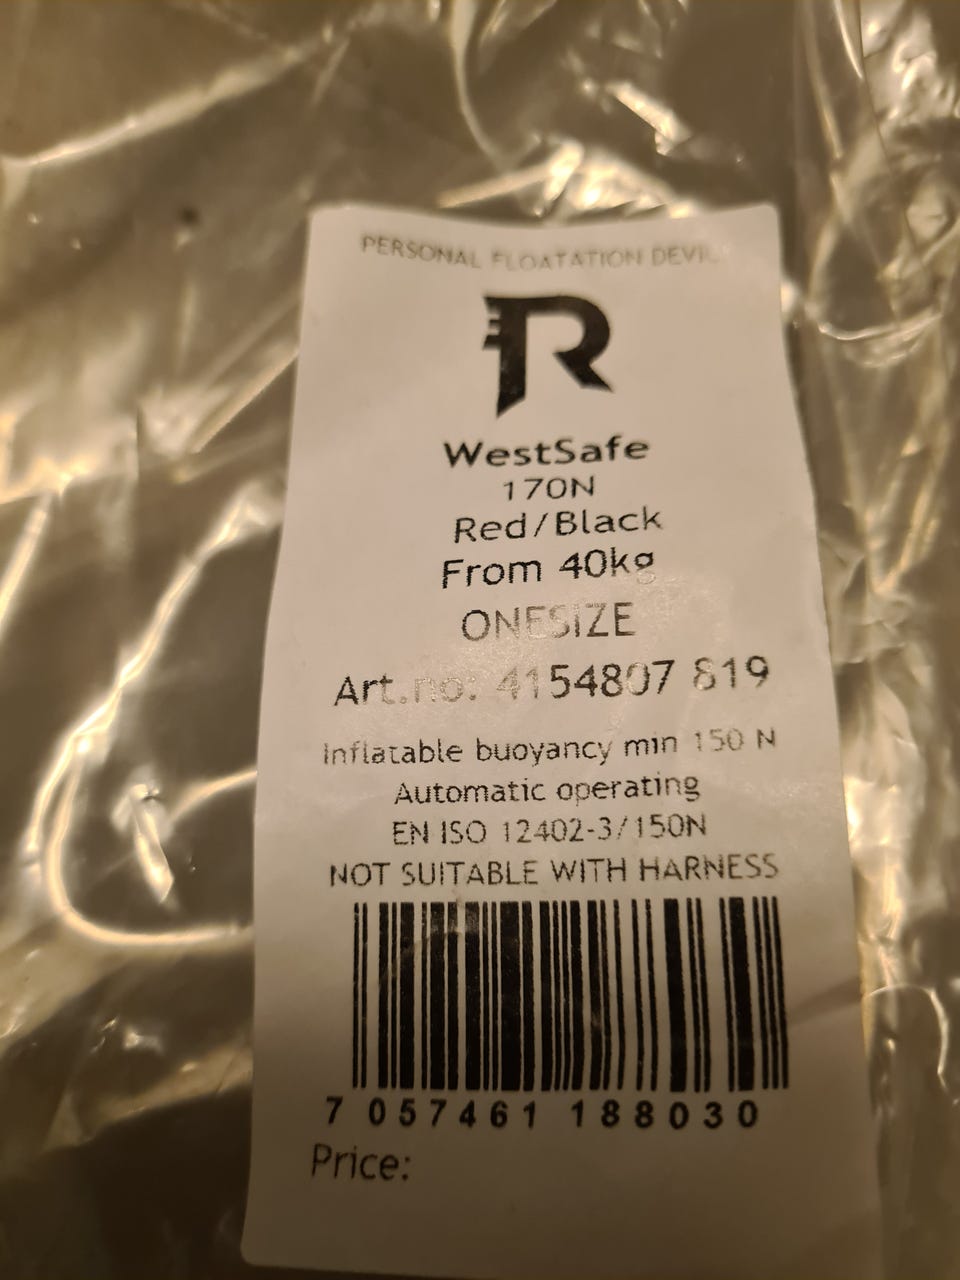 PERSONAL FLOATATION
R
WestSafe
170N
Red/Black
From 40kg
ONESIZE
Art.no: 4154807 819
Inflatable buoyancy min 150 N
Automatic operating
EN ISO 12402-3/150N
NOT SUITABLE WITH HARNESS
7 057461 188030
Price: